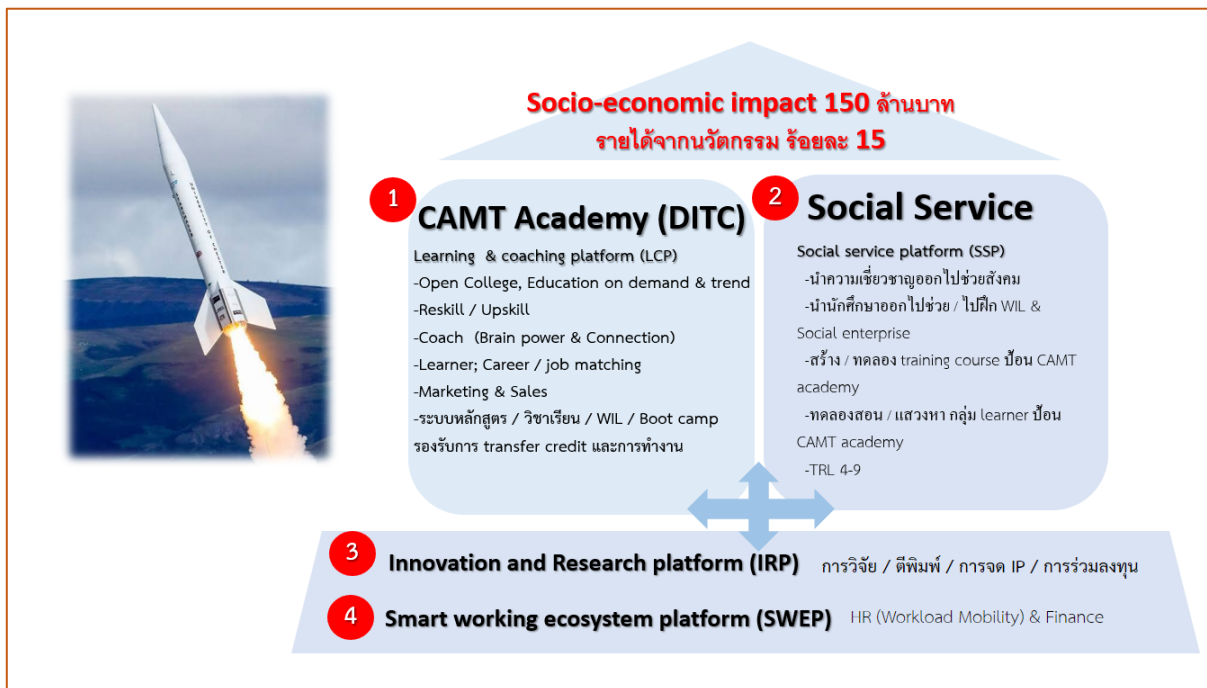 Socio-economic impact 150 ล้านบาท
รายได้จากนวัตกรรม ร้อยละ 15
1
CAMT Academy (DITC)
Learning & coaching platform (LCP)
-Open College, Education on demand & trend
-Reskill / Upskill
-Coach (Brain power & Connection)
-Learner; Career / job matching
-Marketing & Sales
-ระบบหลักสูตร / วิชาเรียน / WIL / Boot camp
รองรับการ transfer credit และการทำงาน
2
Social Service
Social service platform (SSP)
-นำความเชี่ยวชาญออกไปช่วยสังคม
-นำนักศึกษาออกไปช่วย / ไปฝึก WIL &
Social enterprise
-สร้าง / ทดลอง training course ป้อน CAMT
academy
-ทดลองสอน / แสวงหา กลุ่ม learner ป้อน
CAMT academy
-TRL 4-9
3
Innovation and Research platform (IRP) การวิจัย / ตีพิมพ์ / การจด IP / การร่วมลงทุน
4
Smart working ecosystem platform (SWEP) HR (Workload Mobility) & Finance